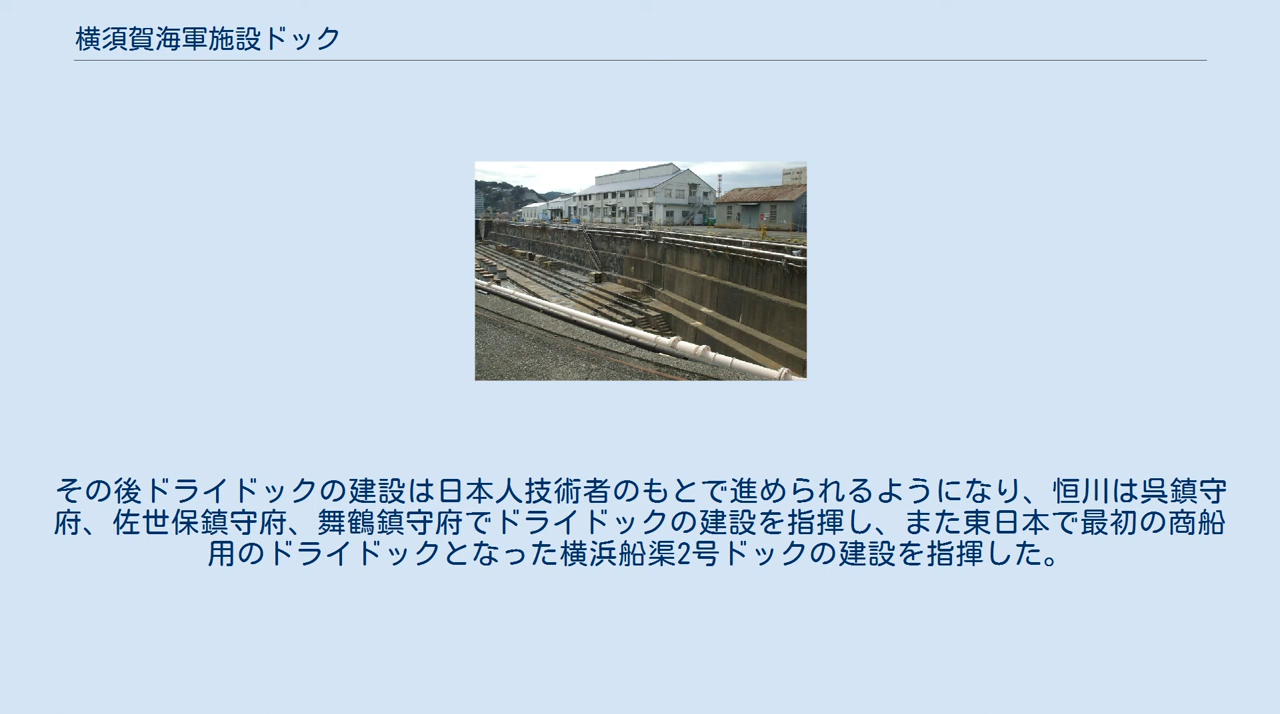 横須賀海軍施設ドック
その後ドライドックの建設は日本人技術者のもとで進められるようになり、恒川は呉鎮守
府、佐世保鎮守府、舞鶴鎮守府でドライドックの建設を指揮し、また東日本で最初の商船
用のドライドックとなった横浜船渠2号ドックの建設を指揮した。